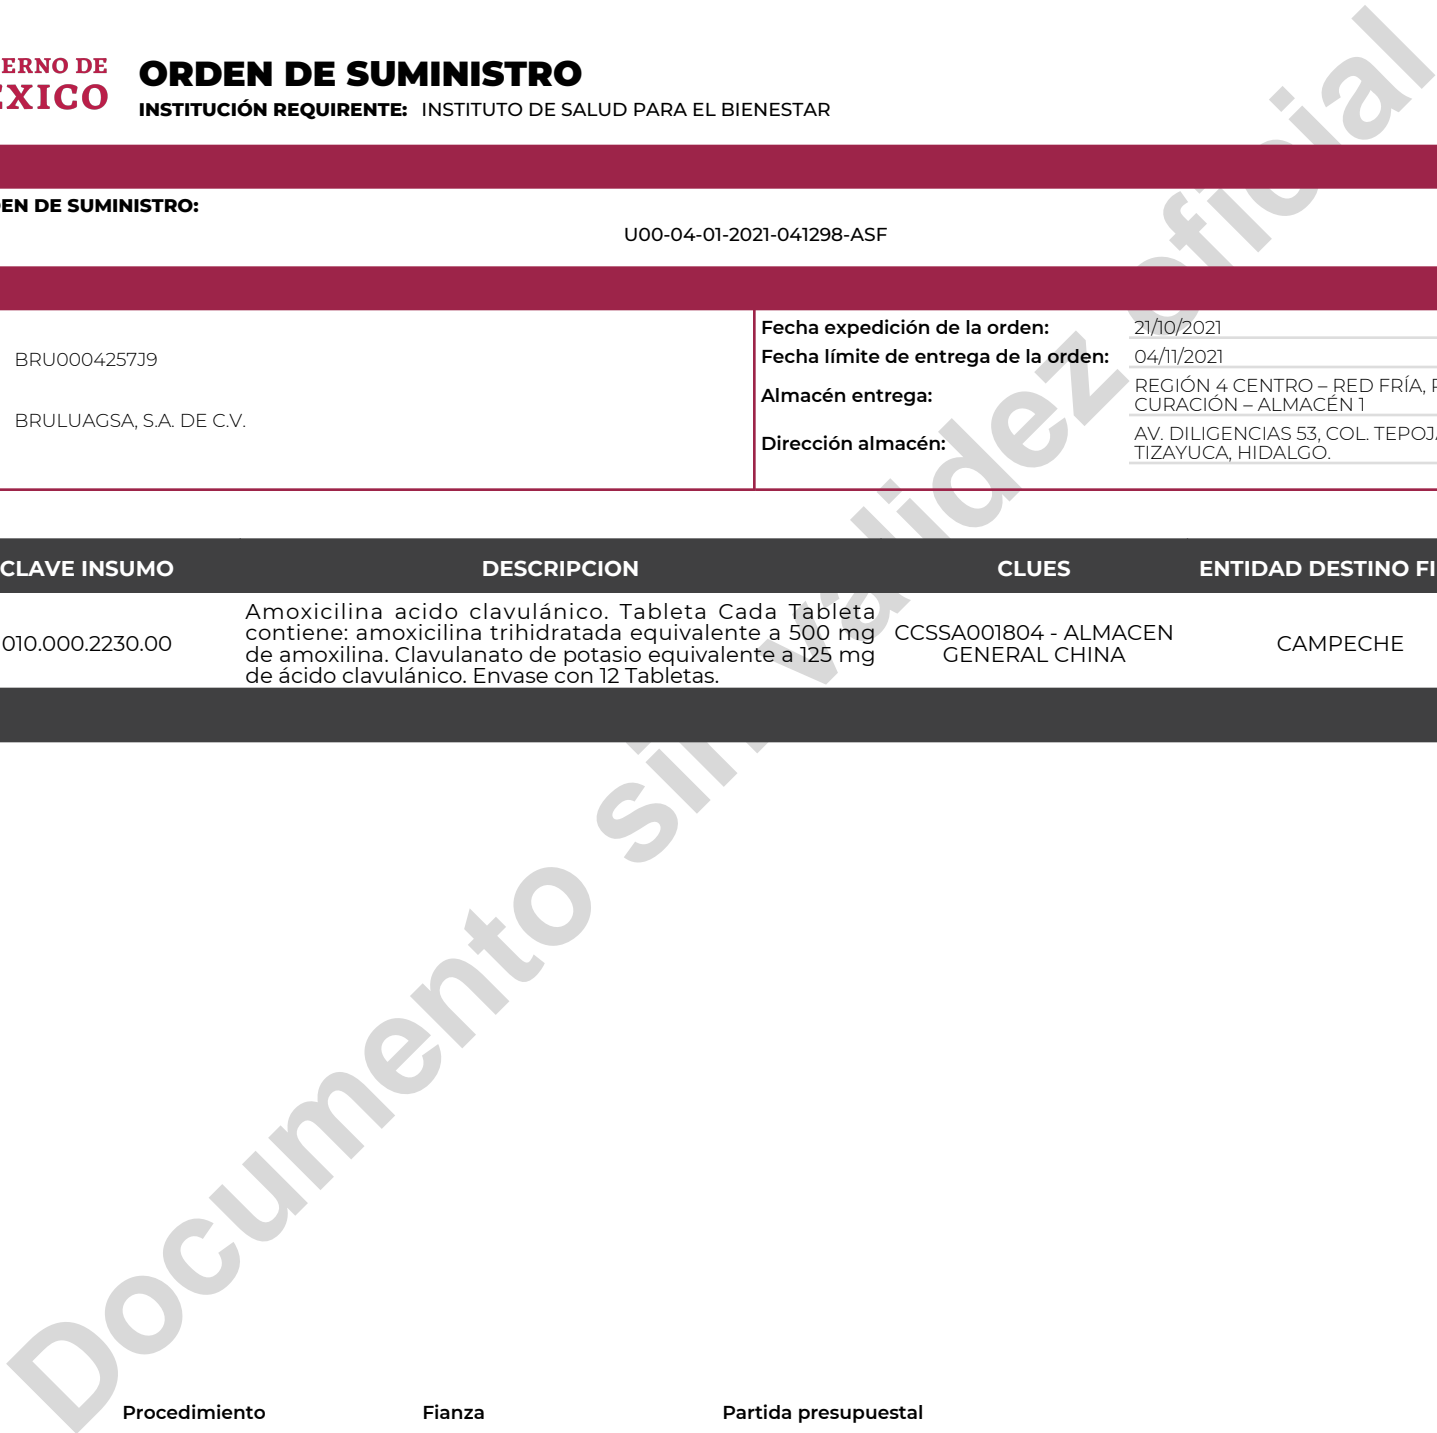 ERNO DE
EXICO
ORDEN DE SUMINISTRO
INSTITUCIÓN REQUIRENTE: INSTITUTO DE SALUD PARA EL BIENESTAR
EN DE SUMINISTRO:
U00-04-01-2021-041298-ASF
BRU0004257J9
BRULUAGSA, S.A. DE C.V.
Fecha expedición de la orden: 21/10/2021
Fecha límite de entrega de la orden: 04/11/2021
Almacén entrega:
REGIÓN 4 CENTRO – RED FRÍA,
CURACIÓN – ALMACÉN 1
Dirección almacén:
AV. DILIGENCIAS 53, COL. TEPOJ
TIZAYUCA, HIDALGO.
CLAVE INSUMO DESCRIPCION CLUES ENTIDAD DESTINO FI
010.000.2230.00
Amoxicilina acido clavulánico. Tableta Cada Tableta
contiene: amoxicilina trihidratada equivalente a 500 mg
de amoxilina. Clavulanato de potasio equivalente a 125 mg
de ácido clavulánico. Envase con 12 Tabletas.
CCSSA001804 - ALMACEN
GENERAL CHINA
CAMPECHE
Documento sin validez oficial
Procedimiento Fianza Partida presupuestal